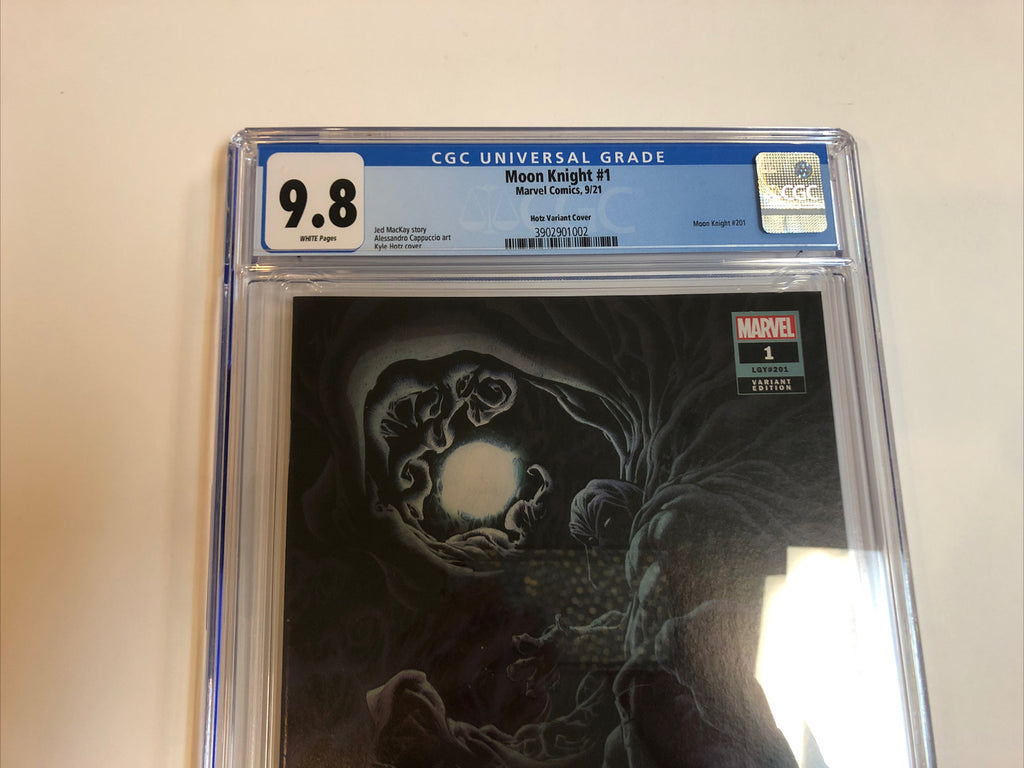 CGC UNIVERSAL GRADE
9.8
WHITE Pages
Moon Knight #1
Marvel Comics, 9/21
Hotz Variant Cover
3902901002
Jed MacKay story
Alessandro Cappuccio art
Kyle Hotz cover
Moon Knight #201
CGC
CGC
MARVEL
1
LGY#201
VARIANT
EDITION